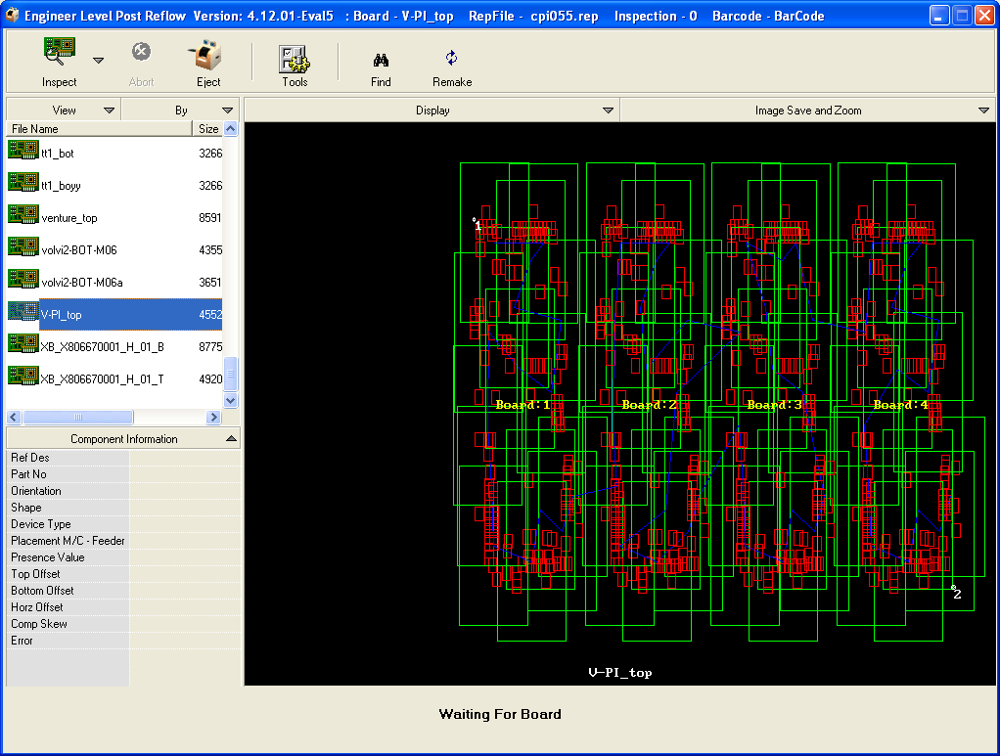 Engineer Level Post Reflow Version: 4.12.01-Eval5 : Board - V-PI_top RepFile - cpi055.rep Inspection - 0 Barcode - BarCode
Inspect Abort Eject Tools Find Remake
View By Display Image Save and Zoom
File Name Size
tt1_bot 3266
tt1_boyy 3266
venture_top 8591
volvi2-BOT-M06 4355
volvi2-BOT-M06a 3651
V-PI_top 4552
XB_X806670001_H_01_B 8775
XB_X806670001_H_01_T 4920
Component Information
Ref Des
Part No
Orientation
Shape
Device Type
Placement M/C - Feeder
Presence Value
Top Offset
Bottom Offset
Horz Offset
Comp Skew
Error
1
Board:1 Board:2 Board:3 Board:4
2
V-PI_top
Waiting For Board